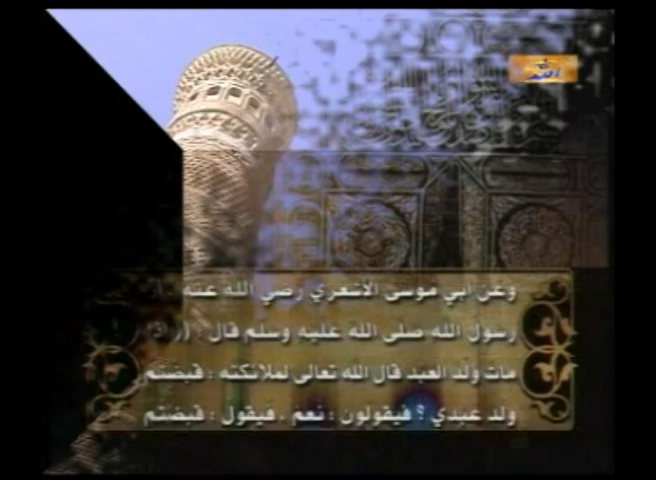 وعن أبي موسى الأشعري رضي الله عنه
رسول الله صلى الله عليه وسلم قال : (( إذا
مات ولد العبد قال الله تعالى لملائكته : قبضتم
ولد عبدي ؟ فيقولون : نعم ، فيقول : قبضتم